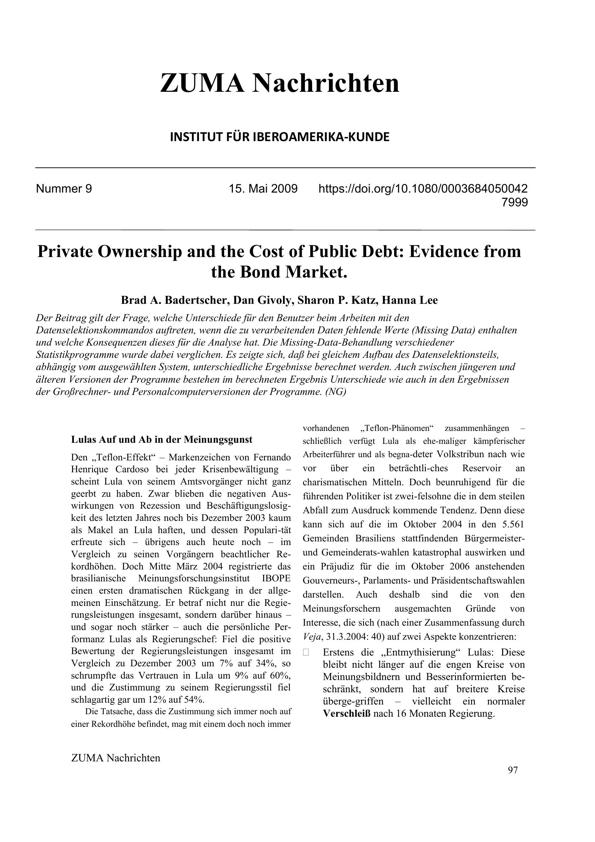 ZUMA Nachrichten
INSTITUT FÜR IBEROAMERIKA-KUNDE
Nummer 9 15. Mai 2009 https://doi.org/10.1080/0003684050042
7999
Private Ownership and the Cost of Public Debt: Evidence from
the Bond Market.
Brad A. Badertscher, Dan Givoly, Sharon P. Katz, Hanna Lee
Der Beitrag gilt der Frage, welche Unterschiede für den Benutzer beim Arbeiten mit den
Datenselektionskommandos auftreten, wenn die zu verarbeitenden Daten fehlende Werte (Missing Data) enthalten
und welche Konsequenzen dieses für die Analyse hat. Die Missing-Data-Behandlung verschiedener
Statistikprogramme wurde dabei verglichen. Es zeigte sich, daß bei gleichem Aufbau des Datenselektionsteils,
abhängig vom ausgewählten System, unterschiedliche Ergebnisse berechnet werden. Auch zwischen jüngeren und
älteren Versionen der Programme bestehen im berechneten Ergebnis Unterschiede wie auch in den Ergebnissen
der Großrechner- und Personalcomputerversionen der Programme. (NG)
Lulas Auf und Ab in der Meinungsgunst
Den „Teflon-Effekt“ – Markenzeichen von Fernando
Henrique Cardoso bei jeder Krisenbewältigung –
scheint Lula von seinem Amtsvorgänger nicht ganz
geerbt zu haben. Zwar blieben die negativen Aus-
wirkungen von Rezession und Beschäftigungslosig-
keit des letzten Jahres noch bis Dezember 2003 kaum
als Makel an Lula haften, und dessen Populari-tät
erfreute sich – übrigens auch heute noch – im
Vergleich zu seinen Vorgängern beachtlicher Re-
kordhöhen. Doch Mitte März 2004 registrierte das
brasilianische Meinungsforschungsinstitut IBOPE
einen ersten dramatischen Rückgang in der allge-
meinen Einschätzung. Er betraf nicht nur die Regie-
rungsleistungen insgesamt, sondern darüber hinaus –
und sogar noch stärker – auch die persönliche Per-
formanz Lulas als Regierungschef: Fiel die positive
Bewertung der Regierungsleistungen insgesamt im
Vergleich zu Dezember 2003 um 7% auf 34%, so
schrumpfte das Vertrauen in Lula um 9% auf 60%,
und die Zustimmung zu seinem Regierungsstil fiel
schlagartig gar um 12% auf 54%.
Die Tatsache, dass die Zustimmung sich immer noch auf
einer Rekordhöhe befindet, mag mit einem doch noch immer
vorhandenen „Teflon-Phänomen“ zusammenhängen –
schließlich verfügt Lula als ehe-maliger kämpferischer
Arbeiterführer und als begna-deter Volkstribun nach wie
vor über ein beträchtli-ches Reservoir an
charismatischen Mitteln. Doch beunruhigend für die
führenden Politiker ist zwei-felsohne die in dem steilen
Abfall zum Ausdruck kommende Tendenz. Denn diese
kann sich auf die im Oktober 2004 in den 5.561
Gemeinden Brasiliens stattfindenden Bürgermeister-
und Gemeinderats-wahlen katastrophal auswirken und
ein Präjudiz für die im Oktober 2006 anstehenden
Gouverneurs-, Parlaments- und Präsidentschaftswahlen
darstellen. Auch deshalb sind die von den
Meinungsforschern ausgemachten Gründe von
Interesse, die sich (nach einer Zusammenfassung durch
Veja, 31.3.2004: 40) auf zwei Aspekte konzentrieren:
Erstens die „Entmythisierung“ Lulas: Diese
bleibt nicht länger auf die engen Kreise von
Meinungsbildnern und Besserinformierten be-
schränkt, sondern hat auf breitere Kreise
überge-griffen – vielleicht ein normaler
Verschleiß nach 16 Monaten Regierung.
ZUMA Nachrichten
97